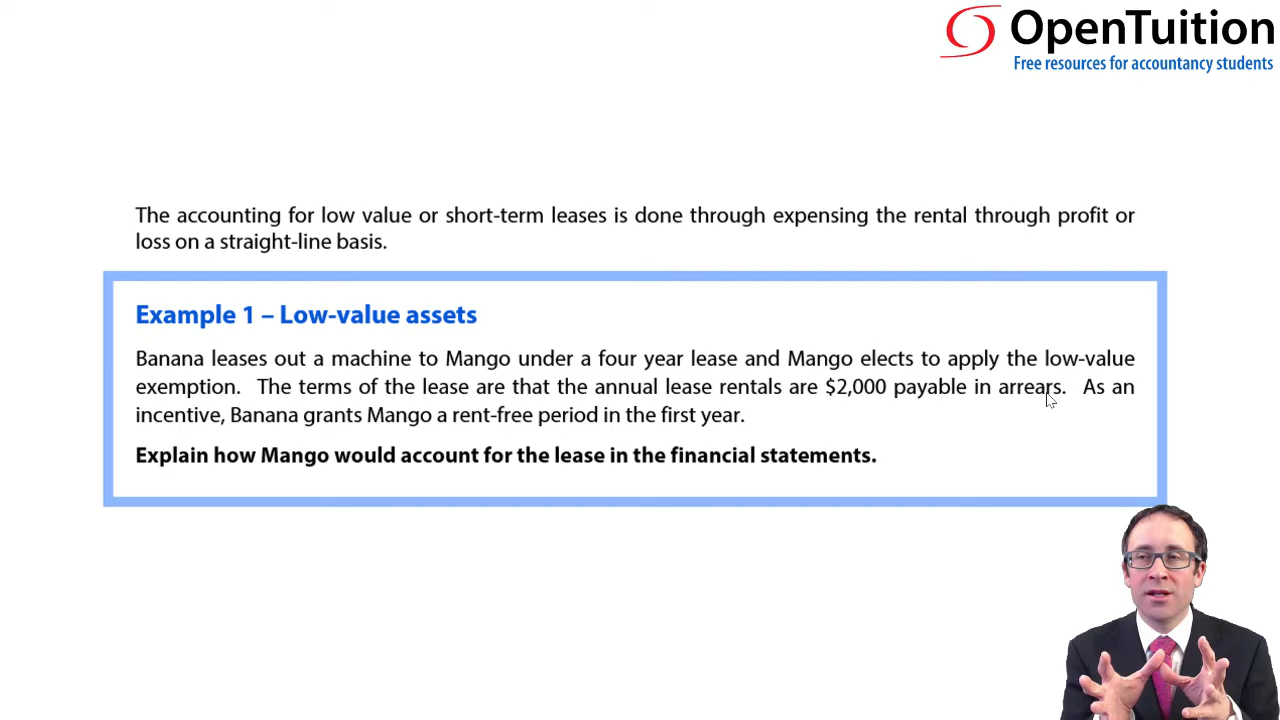 OpenTuition
Free resources for accountancy students
The accounting for low value or short-term leases is done through expensing the rental through profit or
loss on a straight-line basis.
Example 1 – Low-value assets
Banana leases out a machine to Mango under a four year lease and Mango elects to apply the low-value
exemption. The terms of the lease are that the annual lease rentals are $2,000 payable in arrears. As an
incentive, Banana grants Mango a rent-free period in the first year.
Explain how Mango would account for the lease in the financial statements.